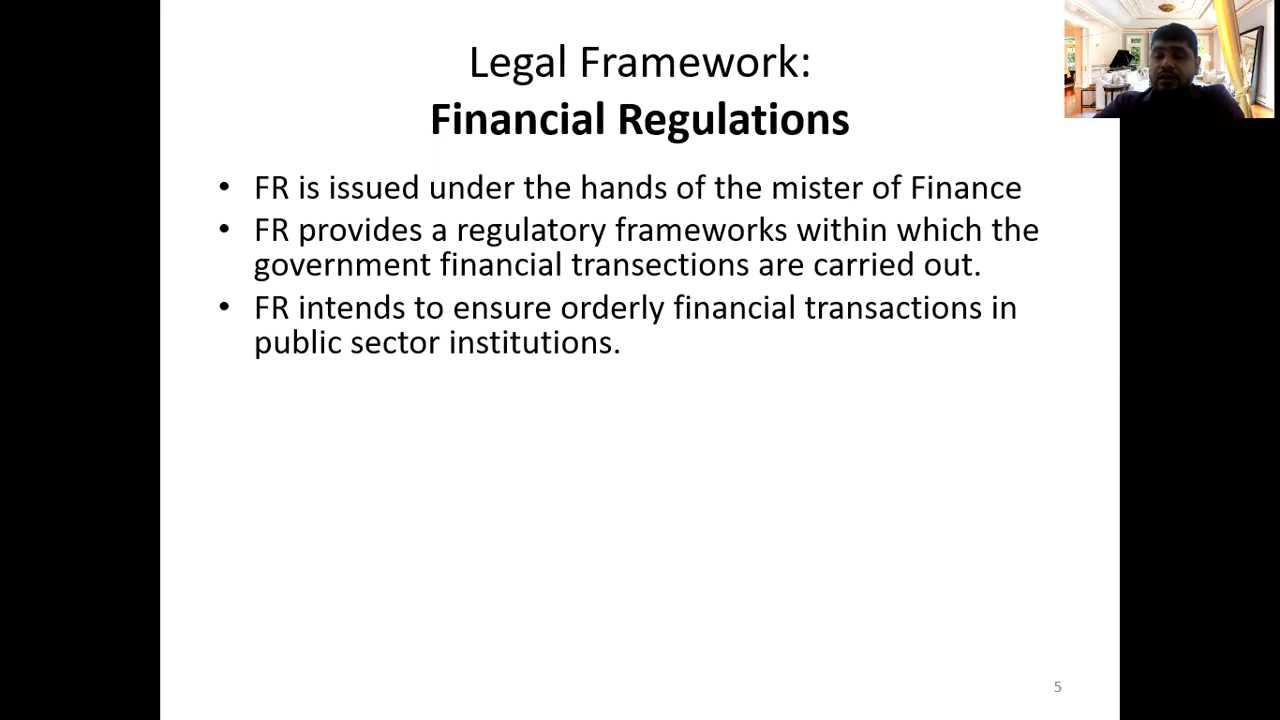 Legal Framework:
Financial Regulations
• FR is issued under the hands of the mister of Finance
• FR provides a regulatory frameworks within which the
government financial transections are carried out.
• FR intends to ensure orderly financial transactions in
public sector institutions.
5